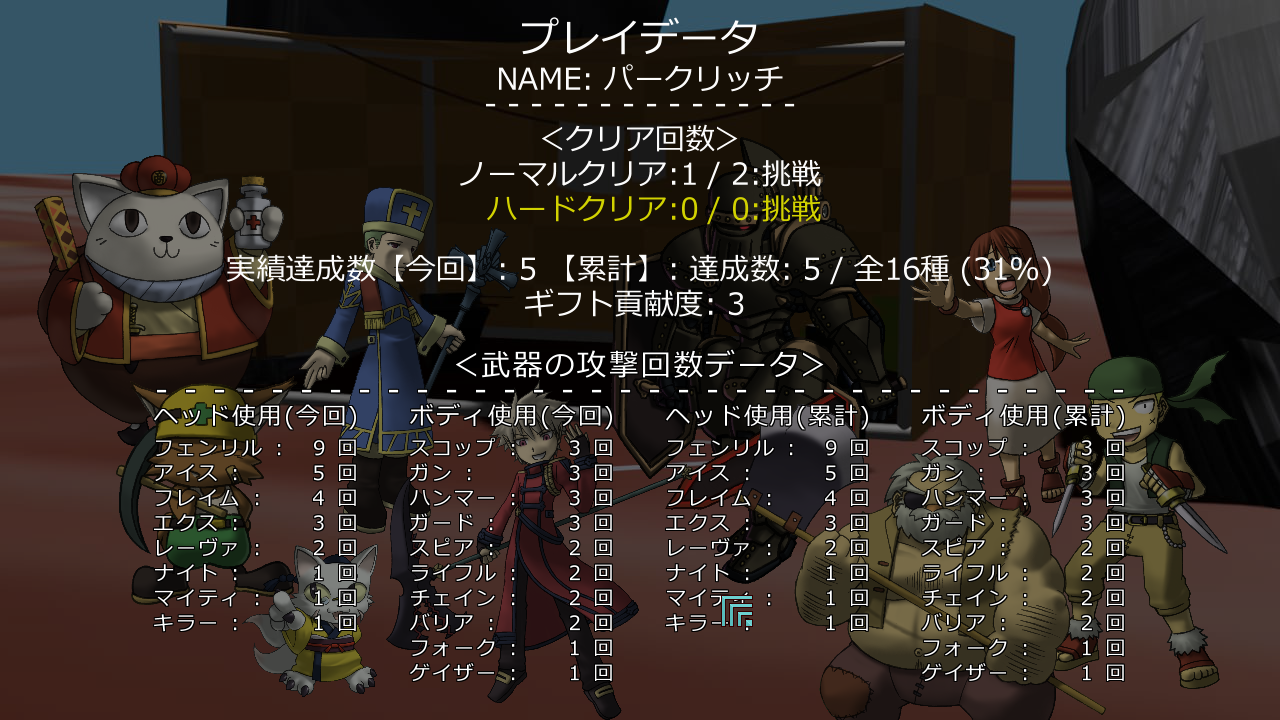 プレイデータ
NAME: パークリッチ
- - - - - - - - - - - - - -
<クリア回数>
ノーマルクリア:1 / 2:挑戦
ハードクリア:0 / 0:挑戦
実績達成数【今回】: 5 【累計】: 達成数: 5 / 全16種 (31%)
ギフト貢献度: 3
<武器の攻撃回数データ>
- - - - - - - - - - - - - - - - - - - - - - - - - - - - - - - - - -
ヘッド使用(今回) ボディ使用(今回) ヘッド使用(累計) ボディ使用(累計)
フェンリル： 9 回 スコップ： 3 回 フェンリル： 9 回 スコップ： 3 回
アイス： 5 回 ガン： 3 回 アイス： 5 回 ガン： 3 回
フレイム： 4 回 ハンマー： 3 回 フレイム： 4 回 ハンマー： 3 回
エクス： 3 回 ガード： 3 回 エクス： 3 回 ガード： 3 回
レーヴァ： 2 回 スピア： 2 回 レーヴァ： 2 回 スピア： 2 回
ナイト： 1 回 ライフル： 2 回 ナイト： 1 回 ライフル： 2 回
マイティ： 1 回 チェイン： 2 回 マイティ： 1 回 チェイン： 2 回
キラー： 1 回 バリア： 2 回 キラー： 1 回 バリア： 2 回
フォーク： 1 回 フォーク： 1 回
ゲイザー： 1 回 ゲイザー： 1 回